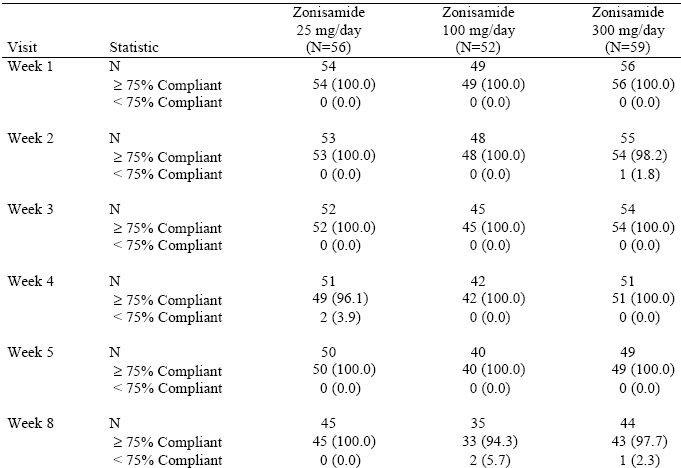 Zonisamide Zonisamide Zonisamide
25 mg/day 100 mg/day 300 mg/day
Visit Statistic (N=56) (N=52) (N=59)
Week 1 N 54 49 56
≥ 75% Compliant 54 (100.0) 49 (100.0) 56 (100.0)
< 75% Compliant 0 (0.0) 0 (0.0) 0 (0.0)
Week 2 N 53 48 55
≥ 75% Compliant 53 (100.0) 48 (100.0) 54 (98.2)
< 75% Compliant 0 (0.0) 0 (0.0) 1 (1.8)
Week 3 N 52 45 54
≥ 75% Compliant 52 (100.0) 45 (100.0) 54 (100.0)
< 75% Compliant 0 (0.0) 0 (0.0) 0 (0.0)
Week 4 N 51 42 51
≥ 75% Compliant 49 (96.1) 42 (100.0) 51 (100.0)
< 75% Compliant 2 (3.9) 0 (0.0) 0 (0.0)
Week 5 N 50 40 49
≥ 75% Compliant 50 (100.0) 40 (100.0) 49 (100.0)
< 75% Compliant 0 (0.0) 0 (0.0) 0 (0.0)
Week 8 N 45 35 44
≥ 75% Compliant 45 (100.0) 33 (94.3) 43 (97.7)
< 75% Compliant 0 (0.0) 2 (5.7) 1 (2.3)